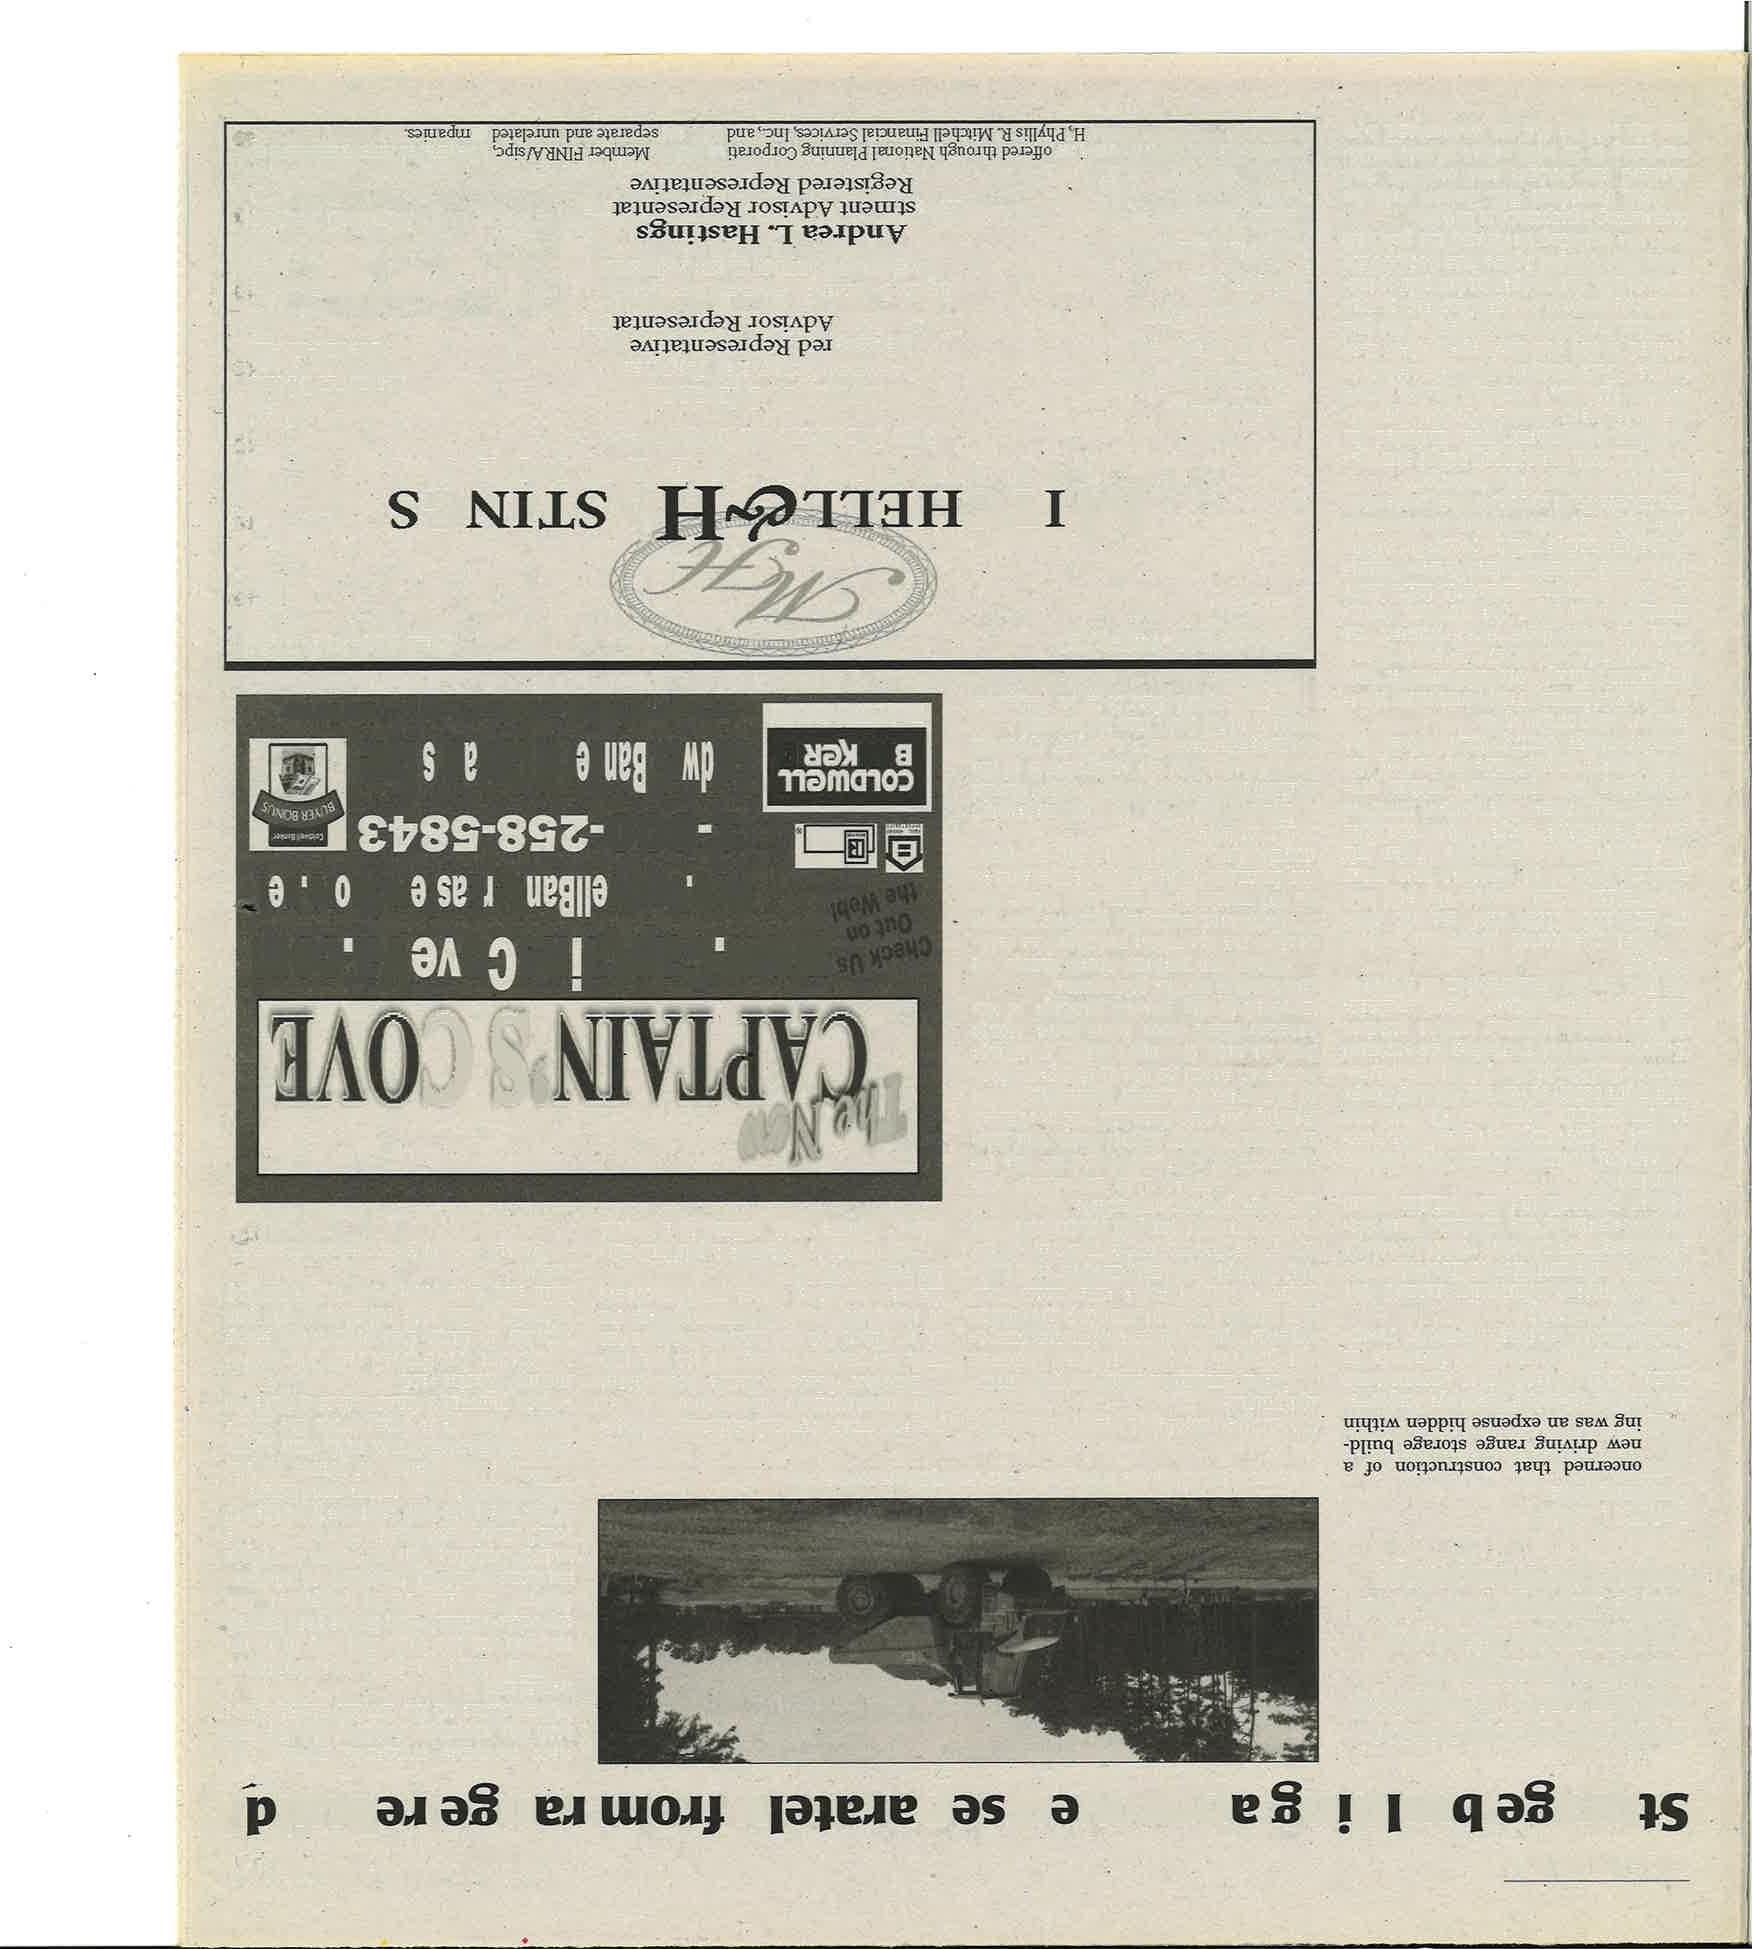 St geb l i ga e se aratel from ra ge re d
oncerned that construction of a
new driving range storage build-
ing was an expense hidden within
The New
CAPTAIN'S COVE
Check Us
Out on
the Web!
. i C ve .
. ellBan r as e o . e
- -258-5843
dw Ban e a s
COLDWELL
B KER
Coldwell Banker
BUYER BONUS
MH
I HELL & H STIN S
red Representative
Advisor Representat
Andrea L. Hastings
stment Advisor Representat
Registered Representative
offered through National Planning Corporati Member FINRA/sipc,
H, Phyllis R. Mitchell Financial Services, Inc., and separate and unrelated mpanies.